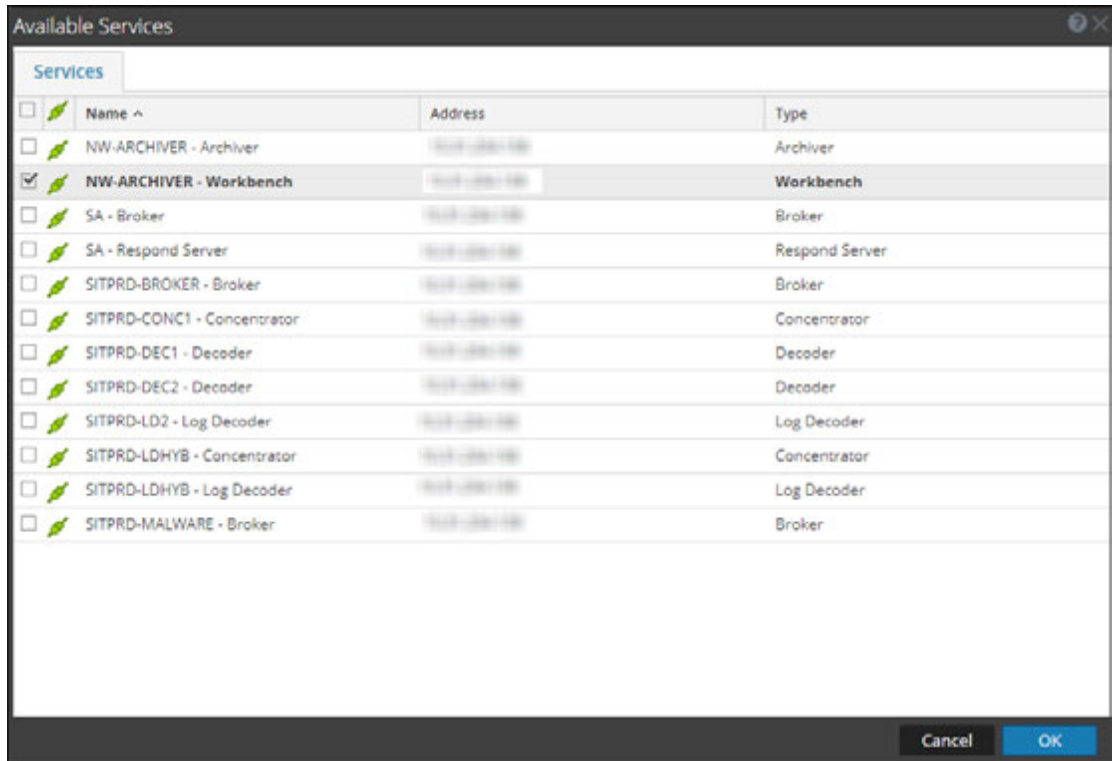 Available Services
Services
Name Address Type
NW-ARCHIVER - Archiver Archiver
NW-ARCHIVER - Workbench Workbench
SA - Broker Broker
SA - Respond Server Respond Server
SITPRD-BROKER - Broker Broker
SITPRD-CONC1 - Concentrator Concentrator
SITPRD-DEC1 - Decoder Decoder
SITPRD-DEC2 - Decoder Decoder
SITPRD-LD2 - Log Decoder Log Decoder
SITPRD-LDHYB - Concentrator Concentrator
SITPRD-LDHYB - Log Decoder Log Decoder
SITPRD-MALWARE - Broker Broker
Cancel OK